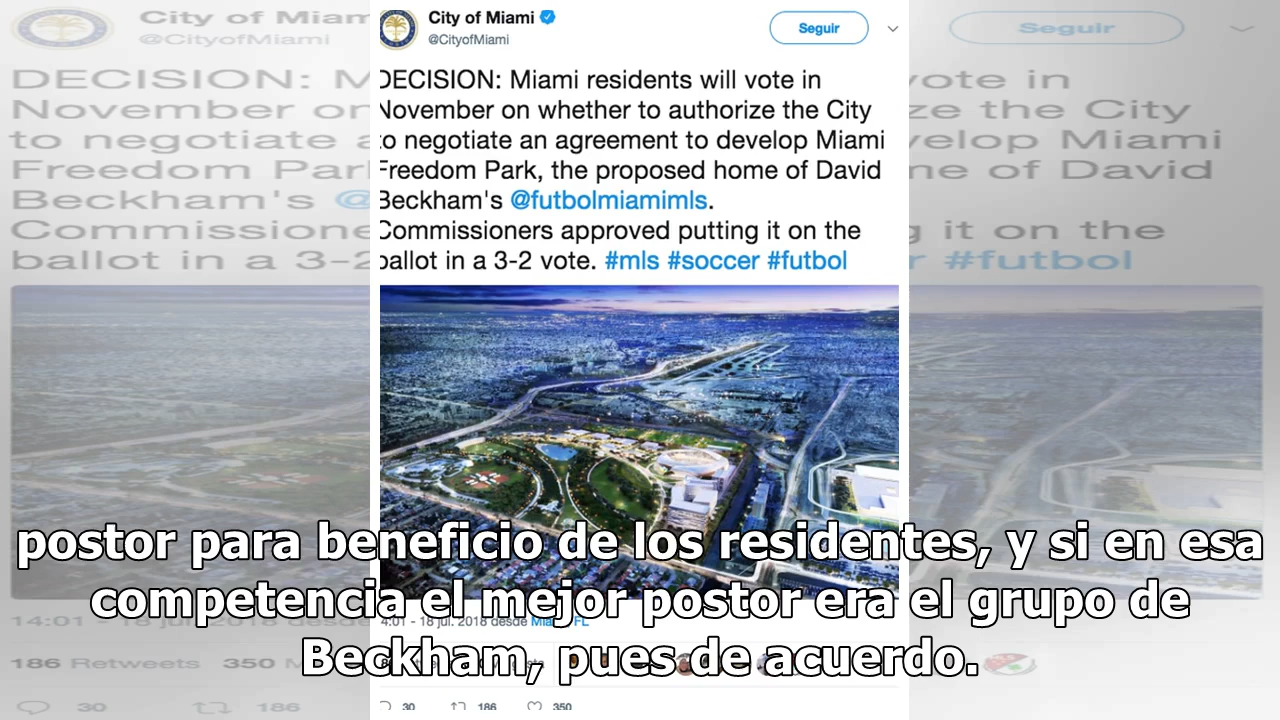 City of Miami
@CityofMiami
Seguir
DECISION: Miami residents will vote in
November on whether to authorize the City
to negotiate an agreement to develop Miami
Freedom Park, the proposed home of David
Beckham's @futbolmiamimls.
Commissioners approved putting it on the
ballot in a 3-2 vote. #mls #soccer #futbol
postor para beneficio de los residentes, y si en esa
competencia el mejor postor era el grupo de
Beckham, pues de acuerdo.
14:01 - 18 jul. 2018 desde
186 Retweets 350
30 186 350